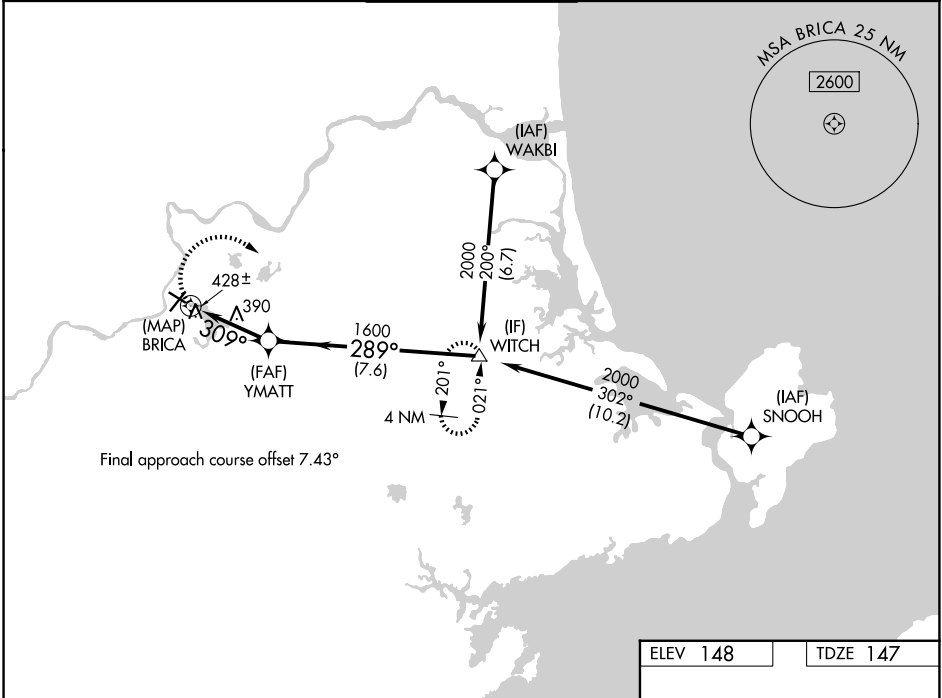 MSA BRICA 25 NM
2600
(IAF)
WAKBI
2000
200°
(6.7)
428±
390
(MAP)
BRICA
309°
(FAF)
YMATT
1600
289°
(7.6)
(IF)
WITCH
201°
021°
4 NM
2000
302°
(10.2)
(IAF)
SNOOH
Final approach course offset 7.43°
ELEV 148
TDZE 147